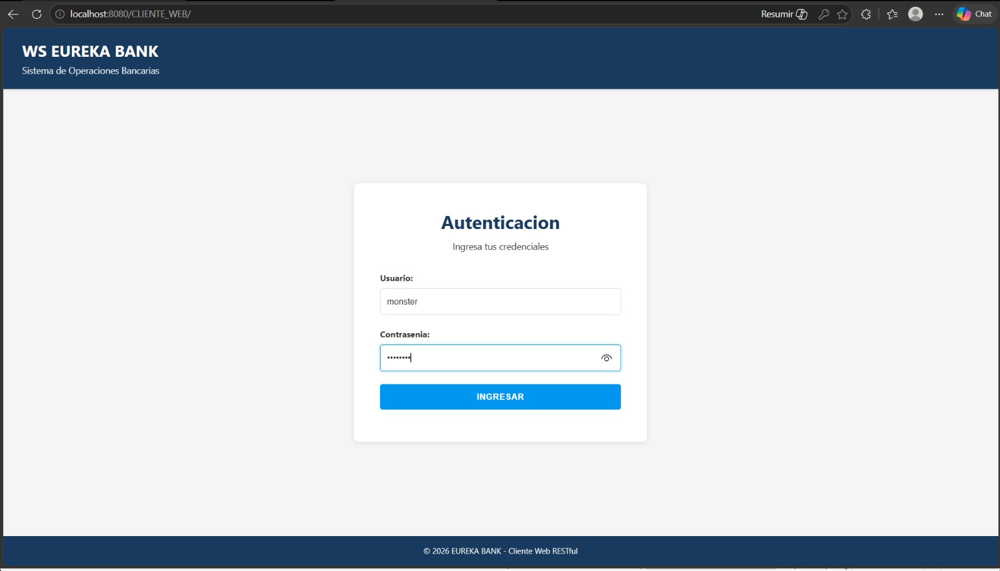 localhost:8080/CLIENTE_WEB/
Resumir
Chat
WS EUREKA BANK
Sistema de Operaciones Bancarias
Autenticacion
Ingresa tus credenciales
Usuario:
monster
Contrasenia:
••••••••
INGRESAR
© 2026 EUREKA BANK - Cliente Web RESTful